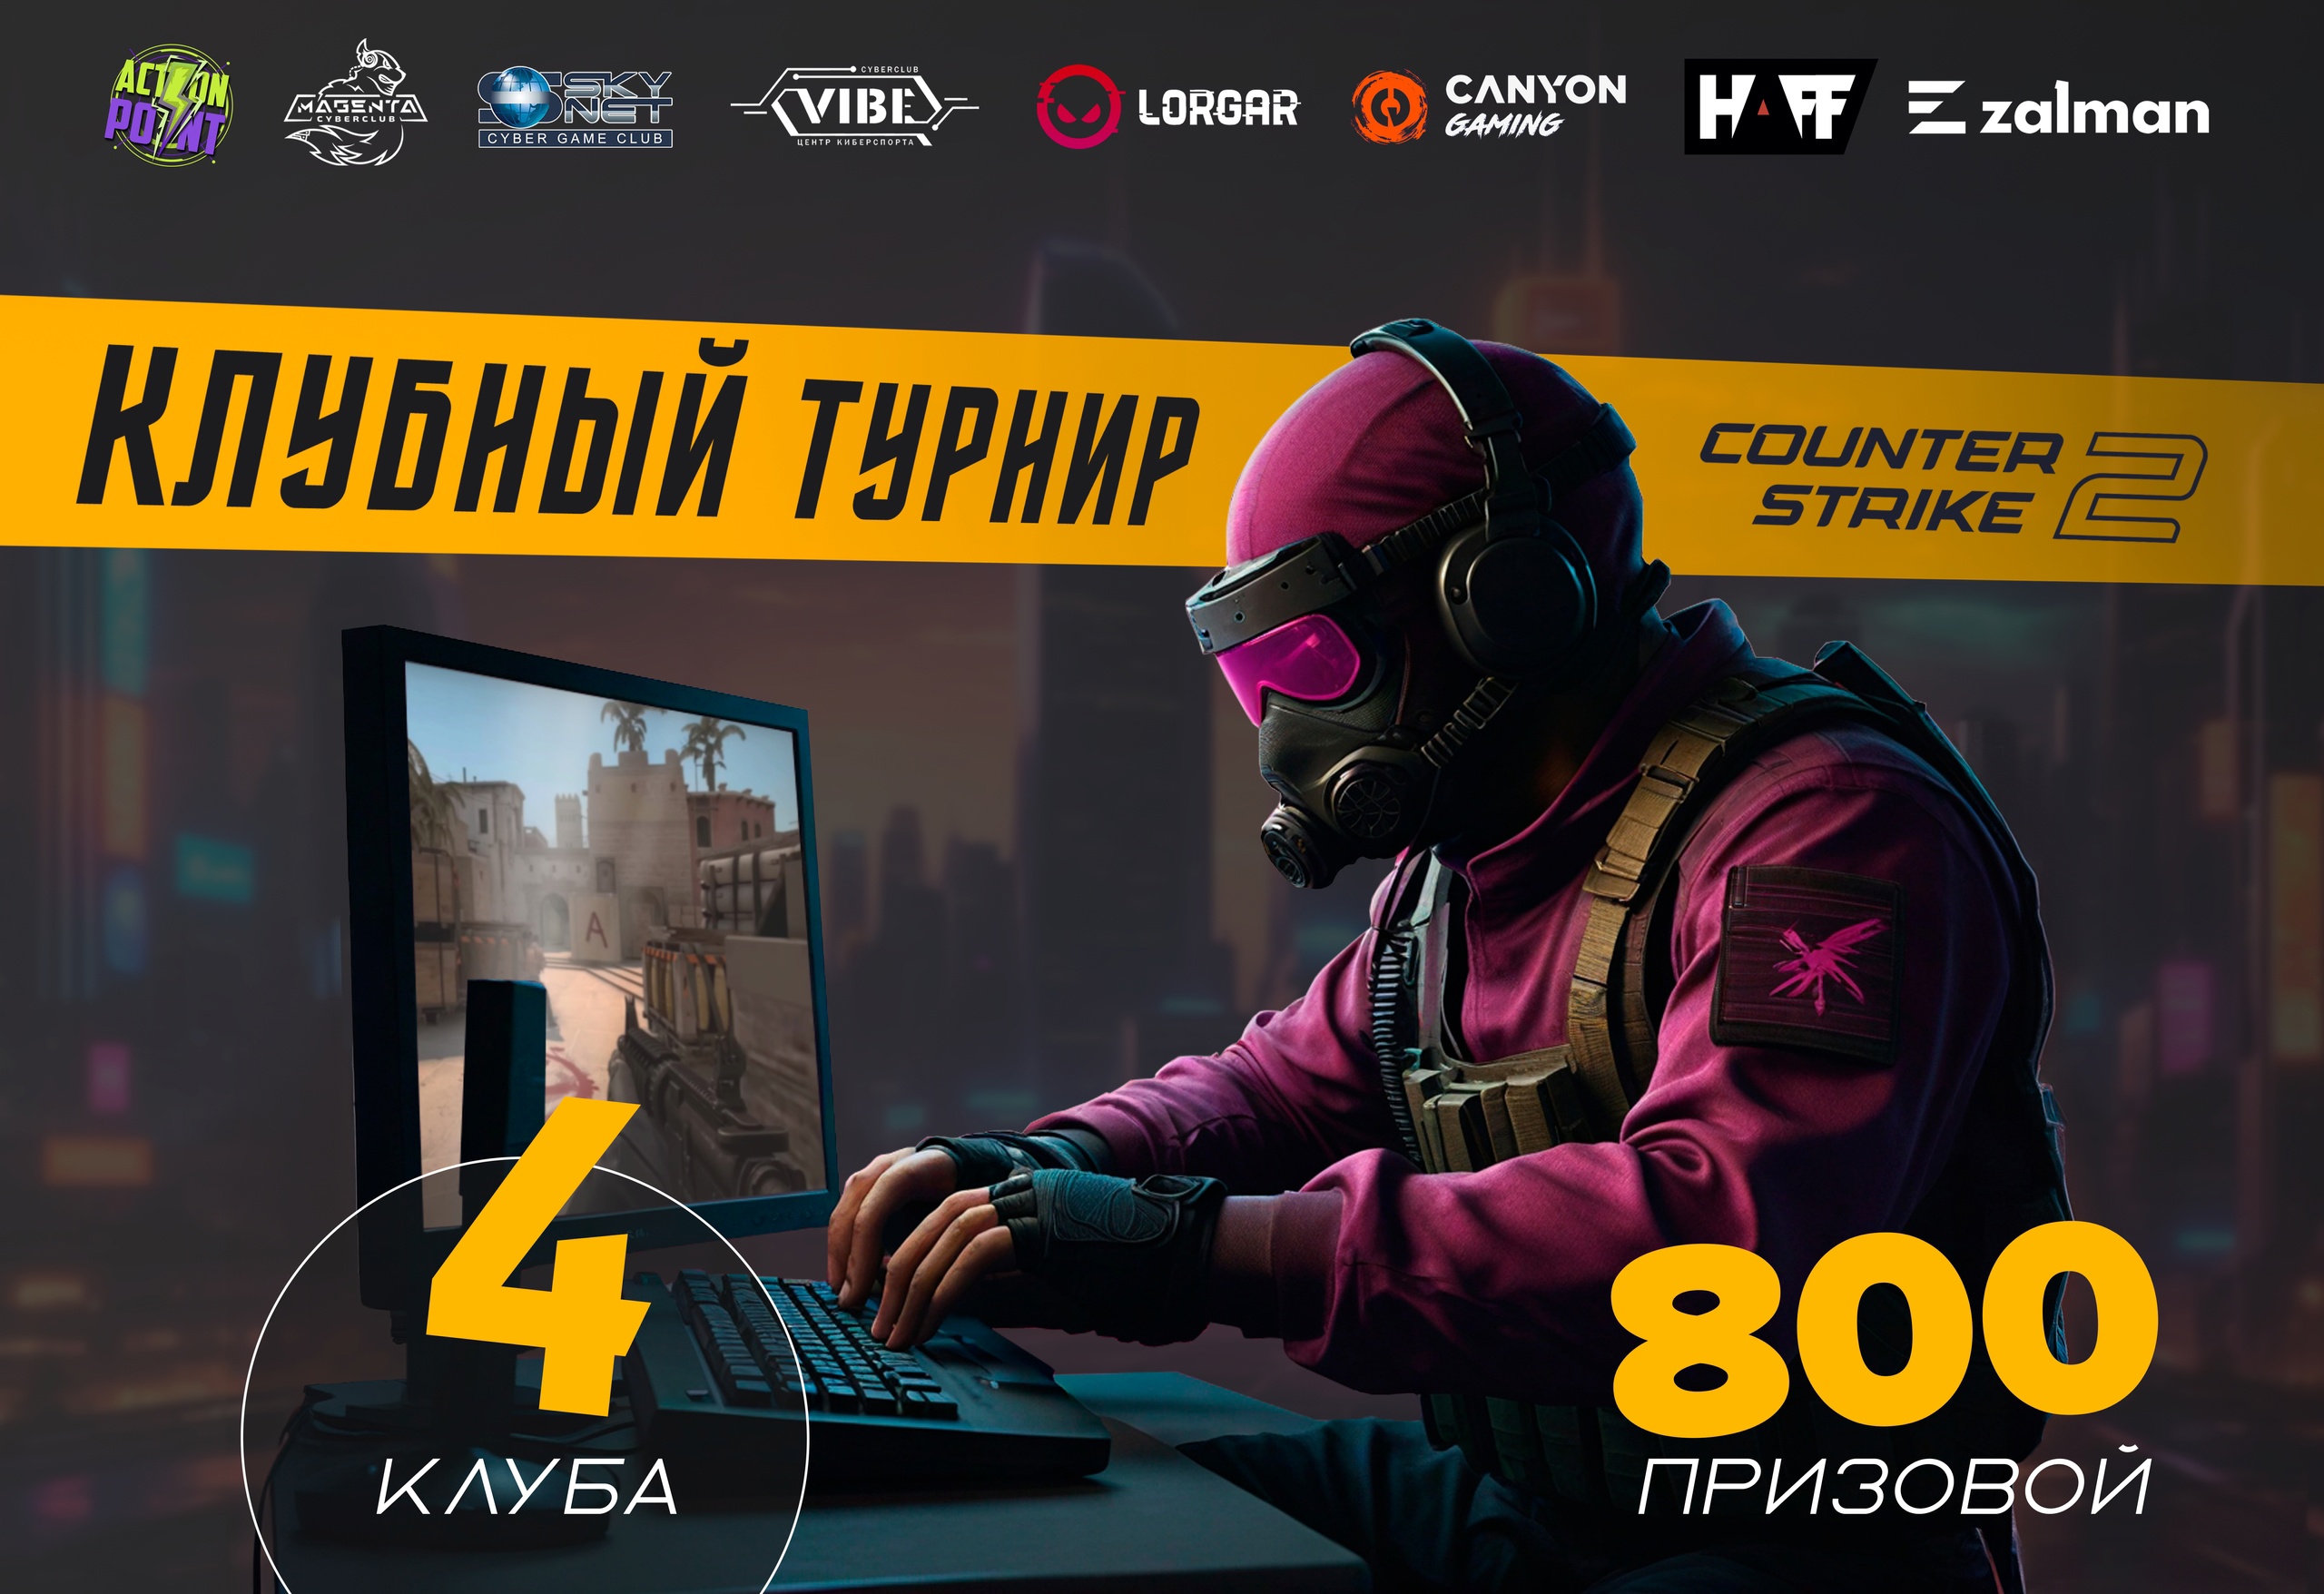 ACTION
POINT
MAGENTA
CYBERCLUB
SKY
NET
CYBER GAME CLUB
CYBERCLUB
VIBE
ЦЕНТР КИБЕРСПОРТА
LORGAR
CANYON
GAMING
HAFF
zalman
КЛУБНЫЙ ТУРНИР
COUNTER
STRIKE 2
A
4
КЛУБА
800
ПРИЗОВОЙ